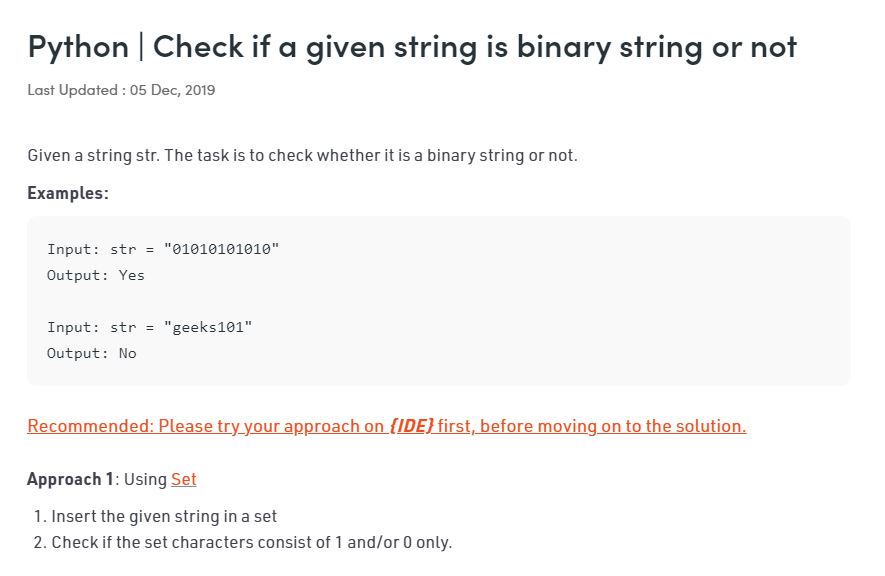 Python | Check if a given string is binary string or not
Last Updated : 05 Dec, 2019
Given a string str. The task is to check whether it is a binary string or not.
Examples:
Input: str = "01010101010"
Output: Yes
Input: str = "geeks101"
Output: No
Recommended: Please try your approach on {IDE} first, before moving on to the solution.
Approach 1: Using Set
1. Insert the given string in a set
2. Check if the set characters consist of 1 and/or 0 only.